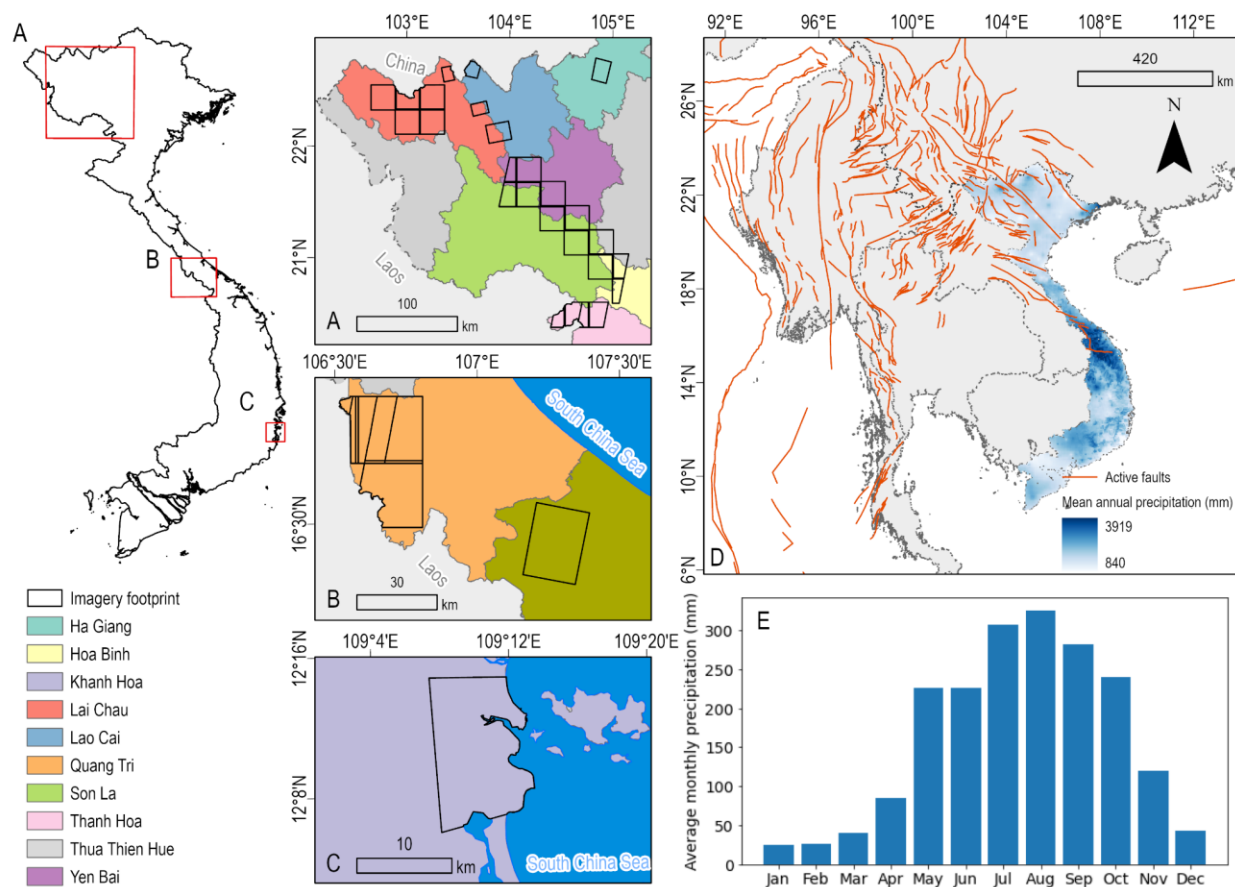 A
B
C
Imagery footprint
Ha Giang
Hoa Binh
Khanh Hoa
Lai Chau
Lao Cai
Quang Tri
Son La
Thanh Hoa
Thua Thien Hue
Yen Bai
103°E 104°E 105°E
22°N
21°N
China
Laos
A
100
km
106°30'E 107°E 107°30'E
16°30'N
South China Sea
Laos
B
30
km
109°4'E 109°12'E 109°20'E
12°16'N
12°8'N
South China Sea
C
10
km
92°E 96°E 100°E 104°E 108°E 112°E
26°N
22°N
18°N
14°N
10°N
6°N
420
km
N
Active faults
Mean annual precipitation (mm)
3919
840
D
E
Average monthly precipitation (mm)
300
250
200
150
100
50
0
Jan Feb Mar Apr May Jun Jul Aug Sep Oct Nov Dec